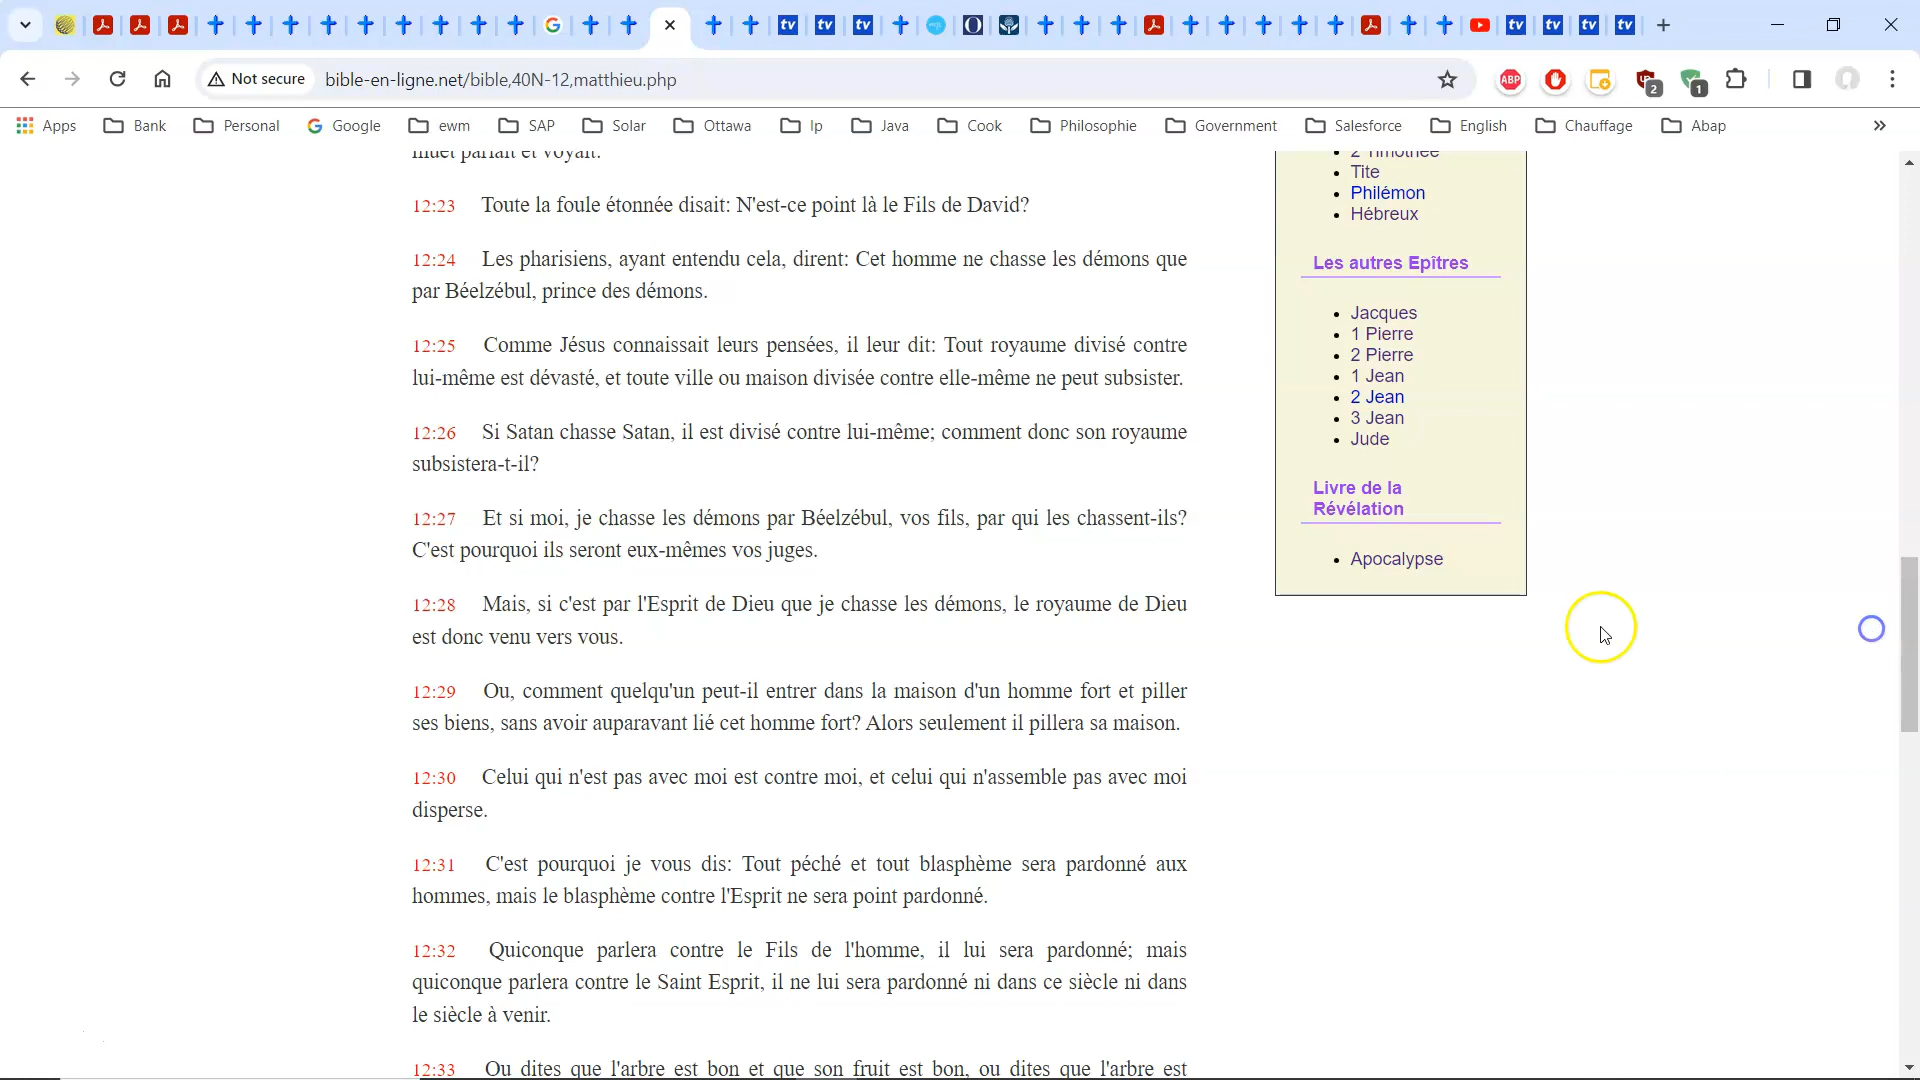 Not secure
bible-en-ligne.net/bible,40N-12,matthieu.php
ABP
2
1
Apps
Bank
Personal
Google
ewm
SAP
Solar
Ottawa
Ip
Java
Cook
Philosophie
Government
Salesforce
English
Chauffage
Abap
»
muet parlait et voyait.
12:23 Toute la foule étonnée disait: N'est-ce point là le Fils de David?
12:24 Les pharisiens, ayant entendu cela, dirent: Cet homme ne chasse les démons que
par Béelzébul, prince des démons.
12:25 Comme Jésus connaissait leurs pensées, il leur dit: Tout royaume divisé contre
lui-même est dévasté, et toute ville ou maison divisée contre elle-même ne peut subsister.
12:26 Si Satan chasse Satan, il est divisé contre lui-même; comment donc son royaume
subsistera-t-il?
12:27 Et si moi, je chasse les démons par Béelzébul, vos fils, par qui les chassent-ils?
C'est pourquoi ils seront eux-mêmes vos juges.
12:28 Mais, si c'est par l'Esprit de Dieu que je chasse les démons, le royaume de Dieu
est donc venu vers vous.
12:29 Ou, comment quelqu'un peut-il entrer dans la maison d'un homme fort et piller
ses biens, sans avoir auparavant lié cet homme fort? Alors seulement il pillera sa maison.
12:30 Celui qui n'est pas avec moi est contre moi, et celui qui n'assemble pas avec moi
disperse.
12:31 C'est pourquoi je vous dis: Tout péché et tout blasphème sera pardonné aux
hommes, mais le blasphème contre l'Esprit ne sera point pardonné.
12:32 Quiconque parlera contre le Fils de l'homme, il lui sera pardonné; mais
quiconque parlera contre le Saint Esprit, il ne lui sera pardonné ni dans ce siècle ni dans
le siècle à venir.
12:33 Ou dites que l'arbre est bon et que son fruit est bon, ou dites que l'arbre est
2 Timothée
Tite
Philémon
Hébreux
Les autres Epîtres
Jacques
1 Pierre
2 Pierre
1 Jean
2 Jean
3 Jean
Jude
Livre de la
Révélation
Apocalypse